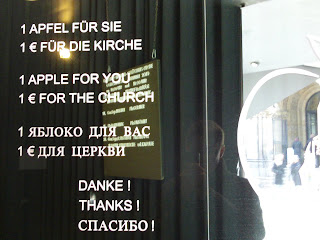 1 APFEL FÜR SIE
1 € FÜR DIE KIRCHE
1 APPLE FOR YOU
1 € FOR THE CHURCH
1 ЯБЛОКО ДЛЯ ВАС
1 € ДЛЯ ЦЕРКВИ
DANKE !
THANKS !
СПАСИБО !